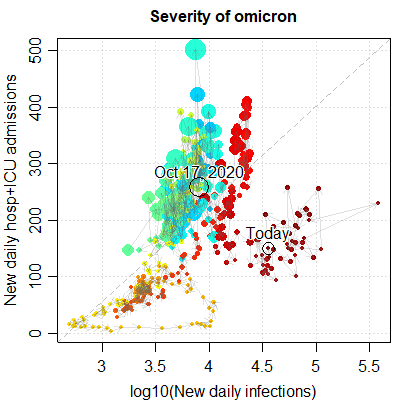 Severity of omicron
New daily hosp+ICU admissions
500
400
300
200
100
0
Oct 17, 2020
Today
3
3.5
4
4.5
5
5.5
log10(New daily infections)